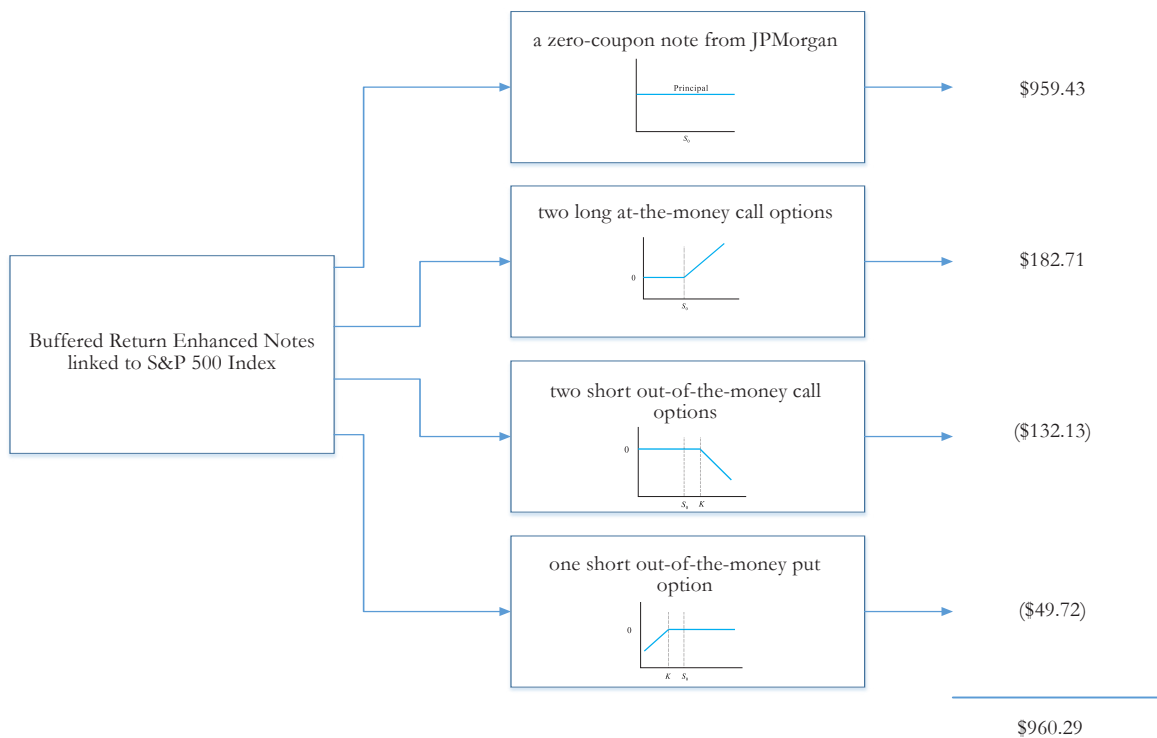 a zero-coupon note from JPMorgan
Principal
S₀
$959.43
two long at-the-money call options
0
S₀
$182.71
Buffered Return Enhanced Notes
linked to S&P 500 Index
two short out-of-the-money call
options
0
S₀ K
($132.13)
one short out-of-the-money put
option
0
K S₀
($49.72)
$960.29